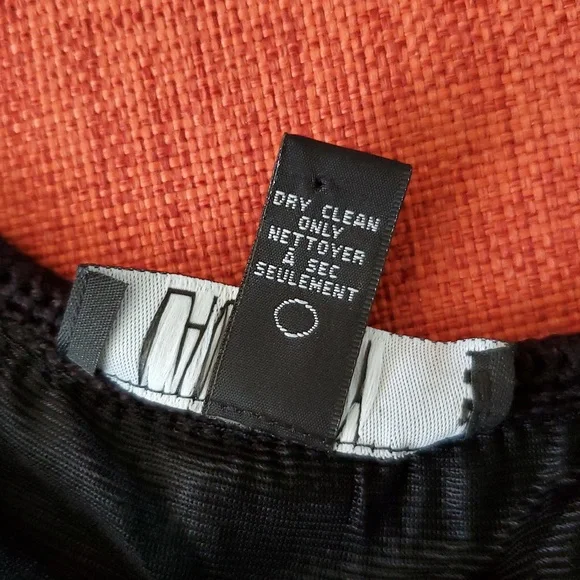 DRY CLEAN
ONLY
NETTOYER
À SEC
SEULEMENT